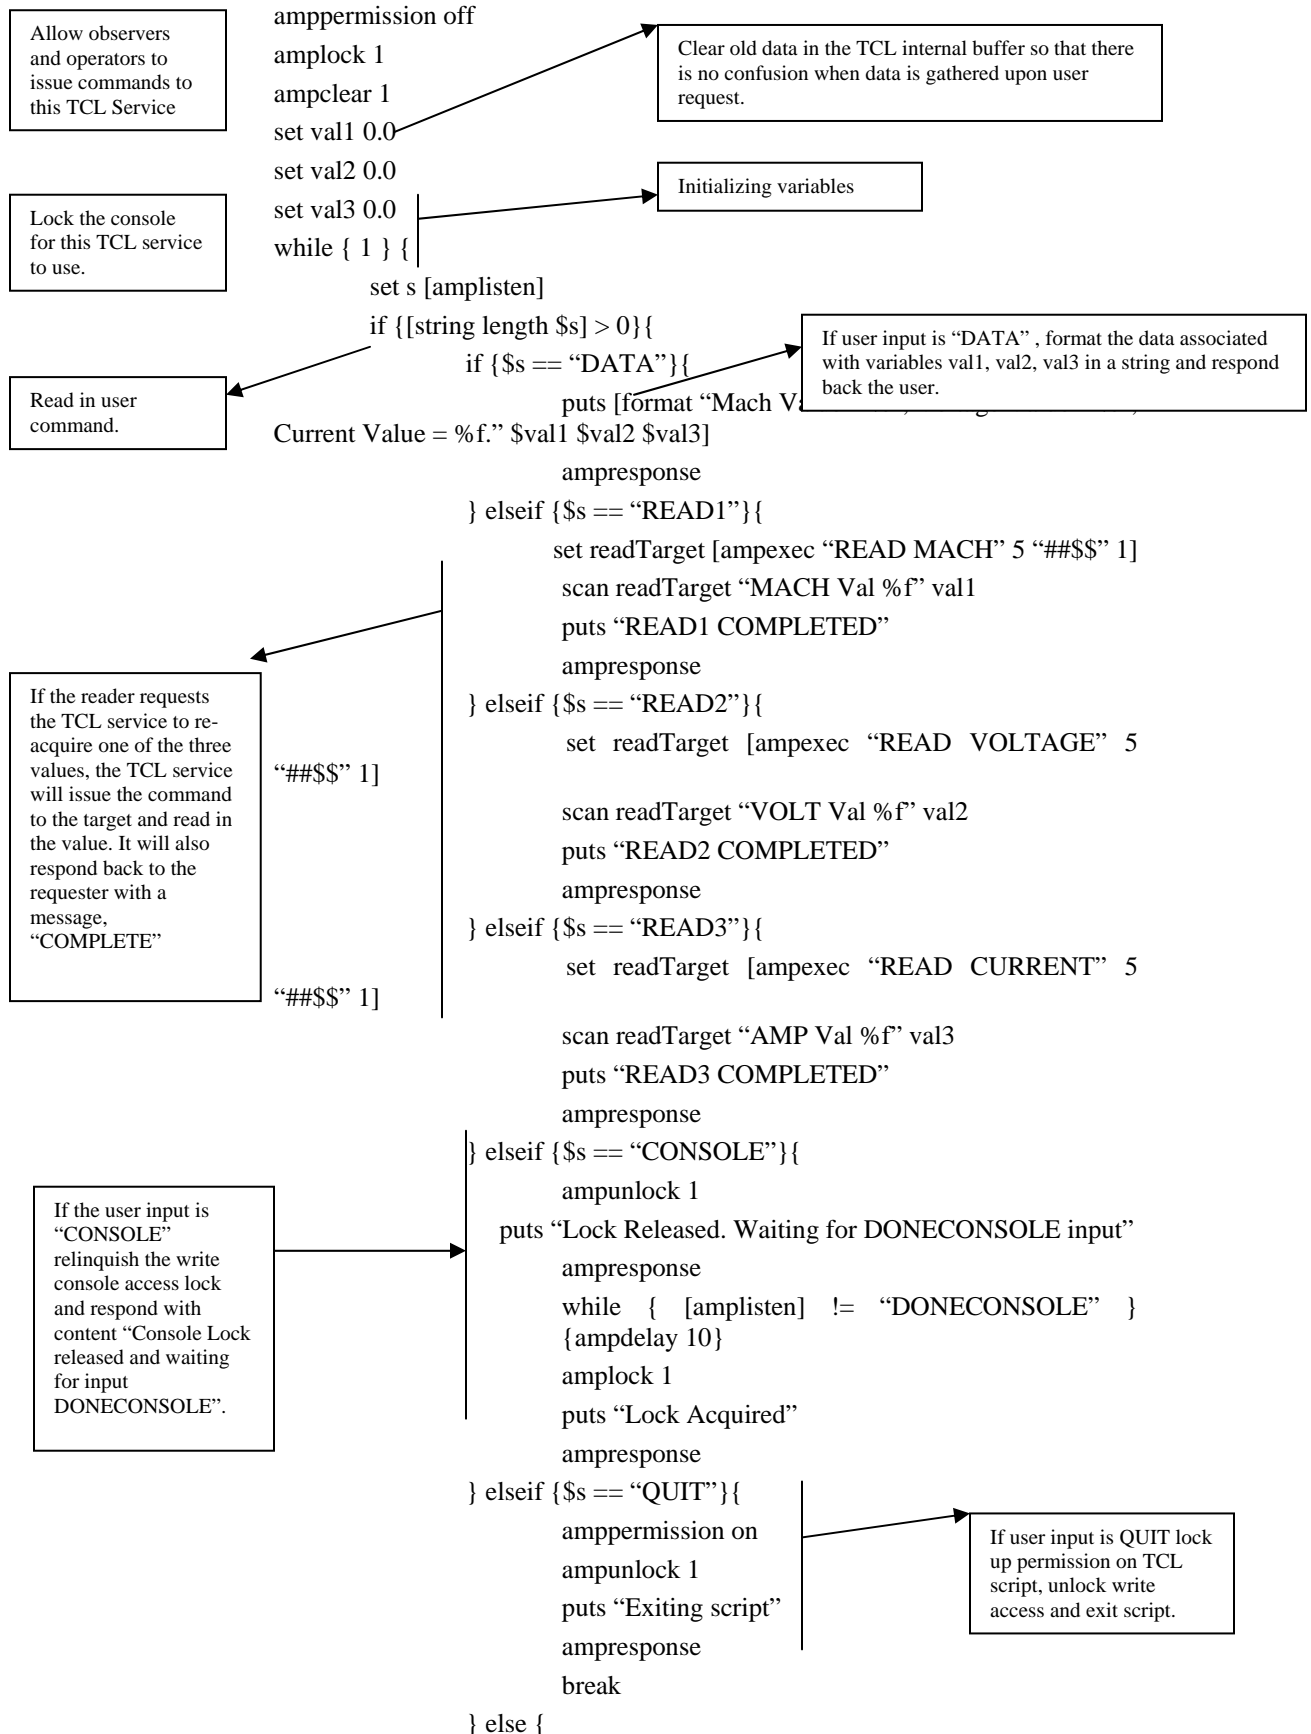 amppermission off
Allow observers
and operators to
issue commands to
this TCL Service
amplock 1
ampclear 1
Clear old data in the TCL internal buffer so that there
is no confusion when data is gathered upon user
request.
set val1 0.0
set val2 0.0
set val3 0.0
Initializing variables
Lock the console
for this TCL service
to use.
while { 1 } {
set s [amplisten]
if {[string length $s] > 0}{
if {$s == “DATA”}{
If user input is “DATA” , format the data associated
with variables val1, val2, val3 in a string and respond
back the user.
Read in user
command.
puts [format “Mach
Current Value = %f.” $val1 $val2 $val3]
ampresponse
} elseif {$s == “READ1”}{
set readTarget [ampexec “READ MACH” 5 “##$$” 1]
scan readTarget “MACH Val %f” val1
puts “READ1 COMPLETED”
ampresponse
If the reader requests
the TCL service to re-
acquire one of the three
values, the TCL service
will issue the command
to the target and read in
the value. It will also
respond back to the
requester with a
message,
“COMPLETE”
} elseif {$s == “READ2”}{
set readTarget [ampexec “READ VOLTAGE” 5
“##$$” 1]
scan readTarget “VOLT Val %f” val2
puts “READ2 COMPLETED”
ampresponse
} elseif {$s == “READ3”}{
set readTarget [ampexec “READ CURRENT” 5
“##$$” 1]
scan readTarget “AMP Val %f” val3
puts “READ3 COMPLETED”
ampresponse
} elseif {$s == “CONSOLE”}{
ampunlock 1
If the user input is
“CONSOLE”
relinquish the write
console access lock
and respond with
content “Console Lock
released and waiting
for input
DONECONSOLE”.
puts “Lock Released. Waiting for DONECONSOLE input”
ampresponse
while { [amplisten] != “DONECONSOLE” }
{ampdelay 10}
amplock 1
puts “Lock Acquired”
ampresponse
} elseif {$s == “QUIT”}{
amppermission on
ampunlock 1
puts “Exiting script”
ampresponse
break
If user input is QUIT lock
up permission on TCL
script, unlock write
access and exit script.
} else {